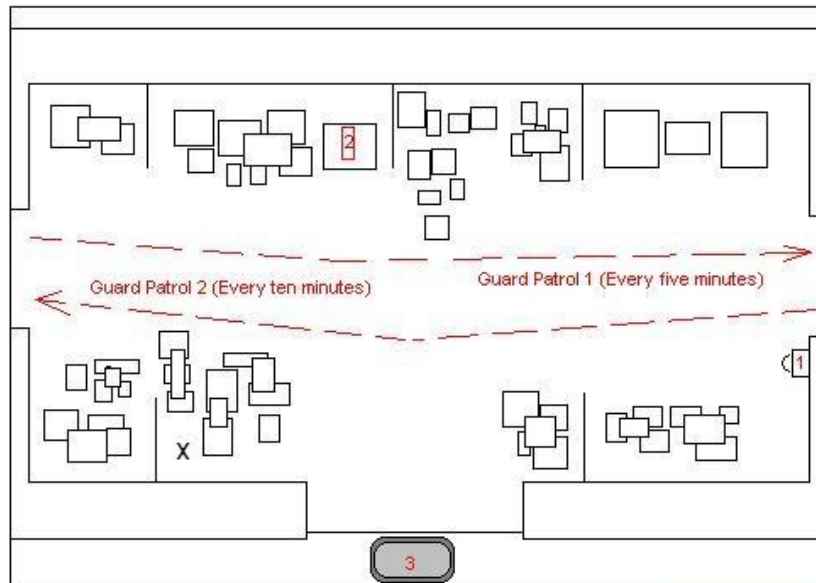 2
Guard Patrol 2 (Every ten minutes)
Guard Patrol 1 (Every five minutes)
1
X
3